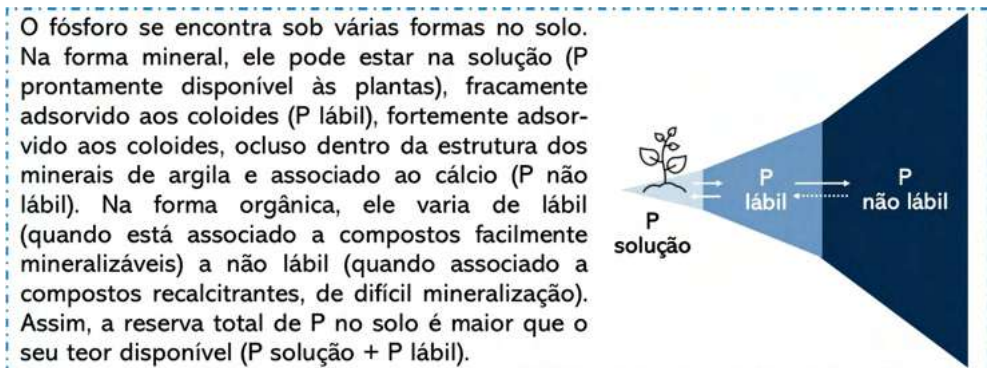 O fósforo se encontra sob várias formas no solo.
Na forma mineral, ele pode estar na solução (P
prontamente disponível às plantas), fracamente
adsorvido aos coloides (P lábil), fortemente adsor-
vido aos coloides, ocluso dentro da estrutura dos
minerais de argila e associado ao cálcio (P não
lábil). Na forma orgânica, ele varia de lábil
(quando está associado a compostos facilmente
mineralizáveis) a não lábil (quando associado a
compostos recalcitrantes, de difícil mineralização).
Assim, a reserva total de P no solo é maior que o
seu teor disponível (P solução + P lábil).
P
solução
P
lábil
P
não lábil